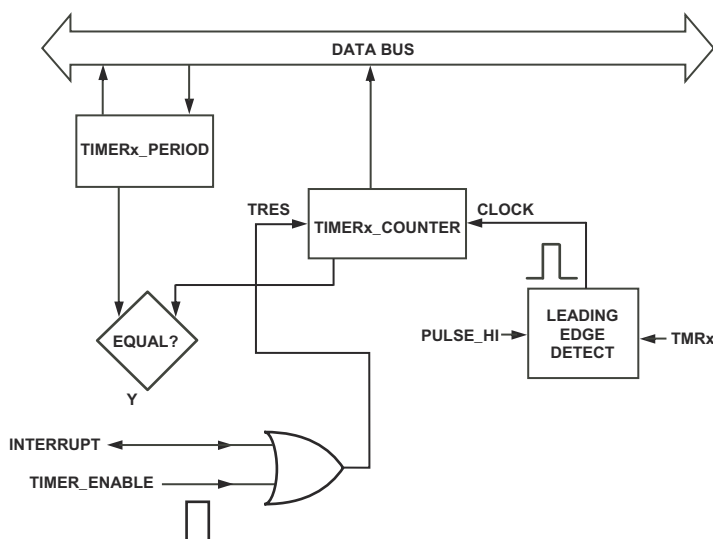 DATA BUS
TIMERx_PERIOD
TRES
TIMERx_COUNTER
CLOCK
EQUAL?
Y
PULSE_HI
LEADING
EDGE
DETECT
TMRx
INTERRUPT
TIMER_ENABLE